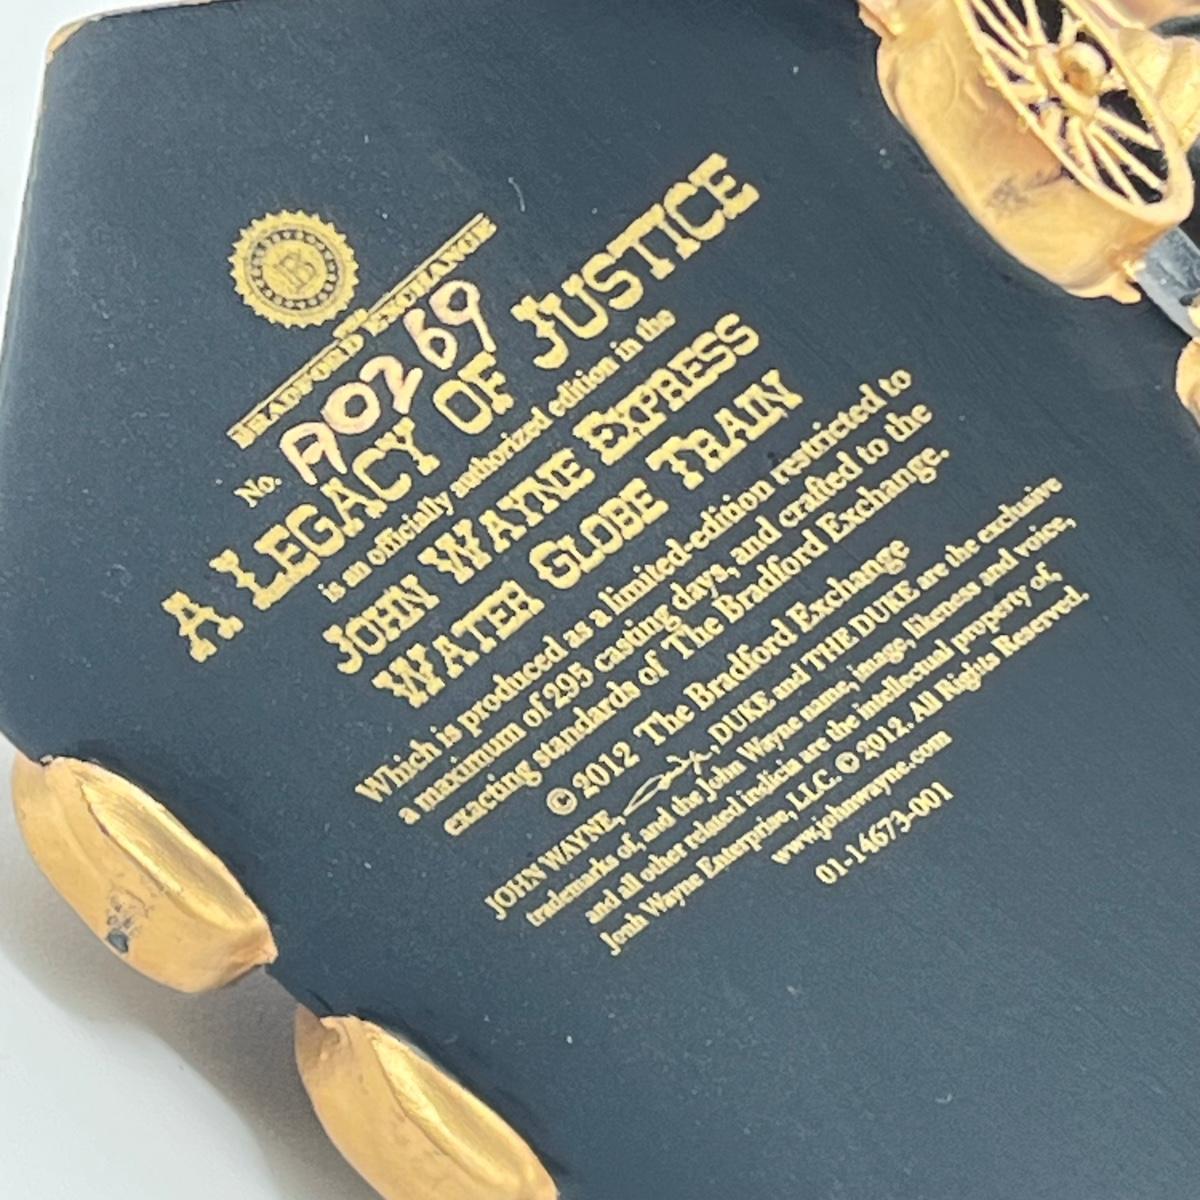 B
THE
BRADFORD EXCHANGE
No. A0269
A LEGACY OF JUSTICE
is an officially authorized edition in the
JOHN WAYNE EXPRESS
WATER GLOBE TRAIN
Which is produced as a limited-edition restricted to
a maximum of 295 casting days, and crafted to the
exacting standards of The Bradford Exchange.
© 2012 The Bradford Exchange
JOHN WAYNE, , DUKE and THE DUKE are the exclusive
trademarks of, and the John Wayne name, image, likeness and voice,
and all other related indicia are the intellectual property of,
Jonh Wayne Enterprise, LLC. © 2012. All Rights Reserved.
www.johnwayne.com
01-14673-001